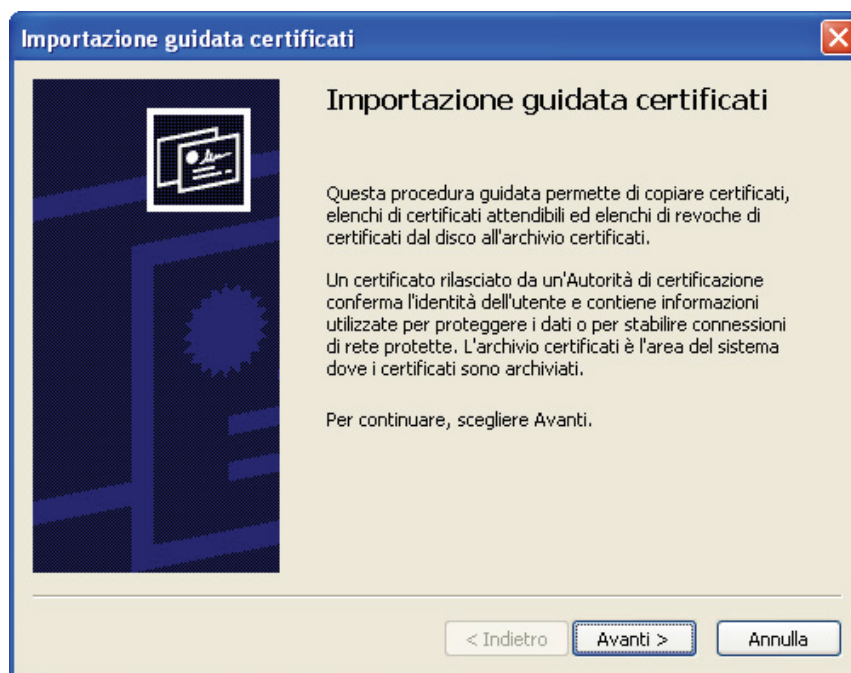 Importazione guidata certificati
Importazione guidata certificati
Questa procedura guidata permette di copiare certificati,
elenchi di certificati attendibili ed elenchi di revoche di
certificati dal disco all'archivio certificati.
Un certificato rilasciato da un'Autorità di certificazione
conferma l'identità dell'utente e contiene informazioni
utilizzate per proteggere i dati o per stabilire connessioni
di rete protette. L'archivio certificati è l'area del sistema
dove i certificati sono archiviati.
Per continuare, scegliere Avanti.
< Indietro Avanti > Annulla